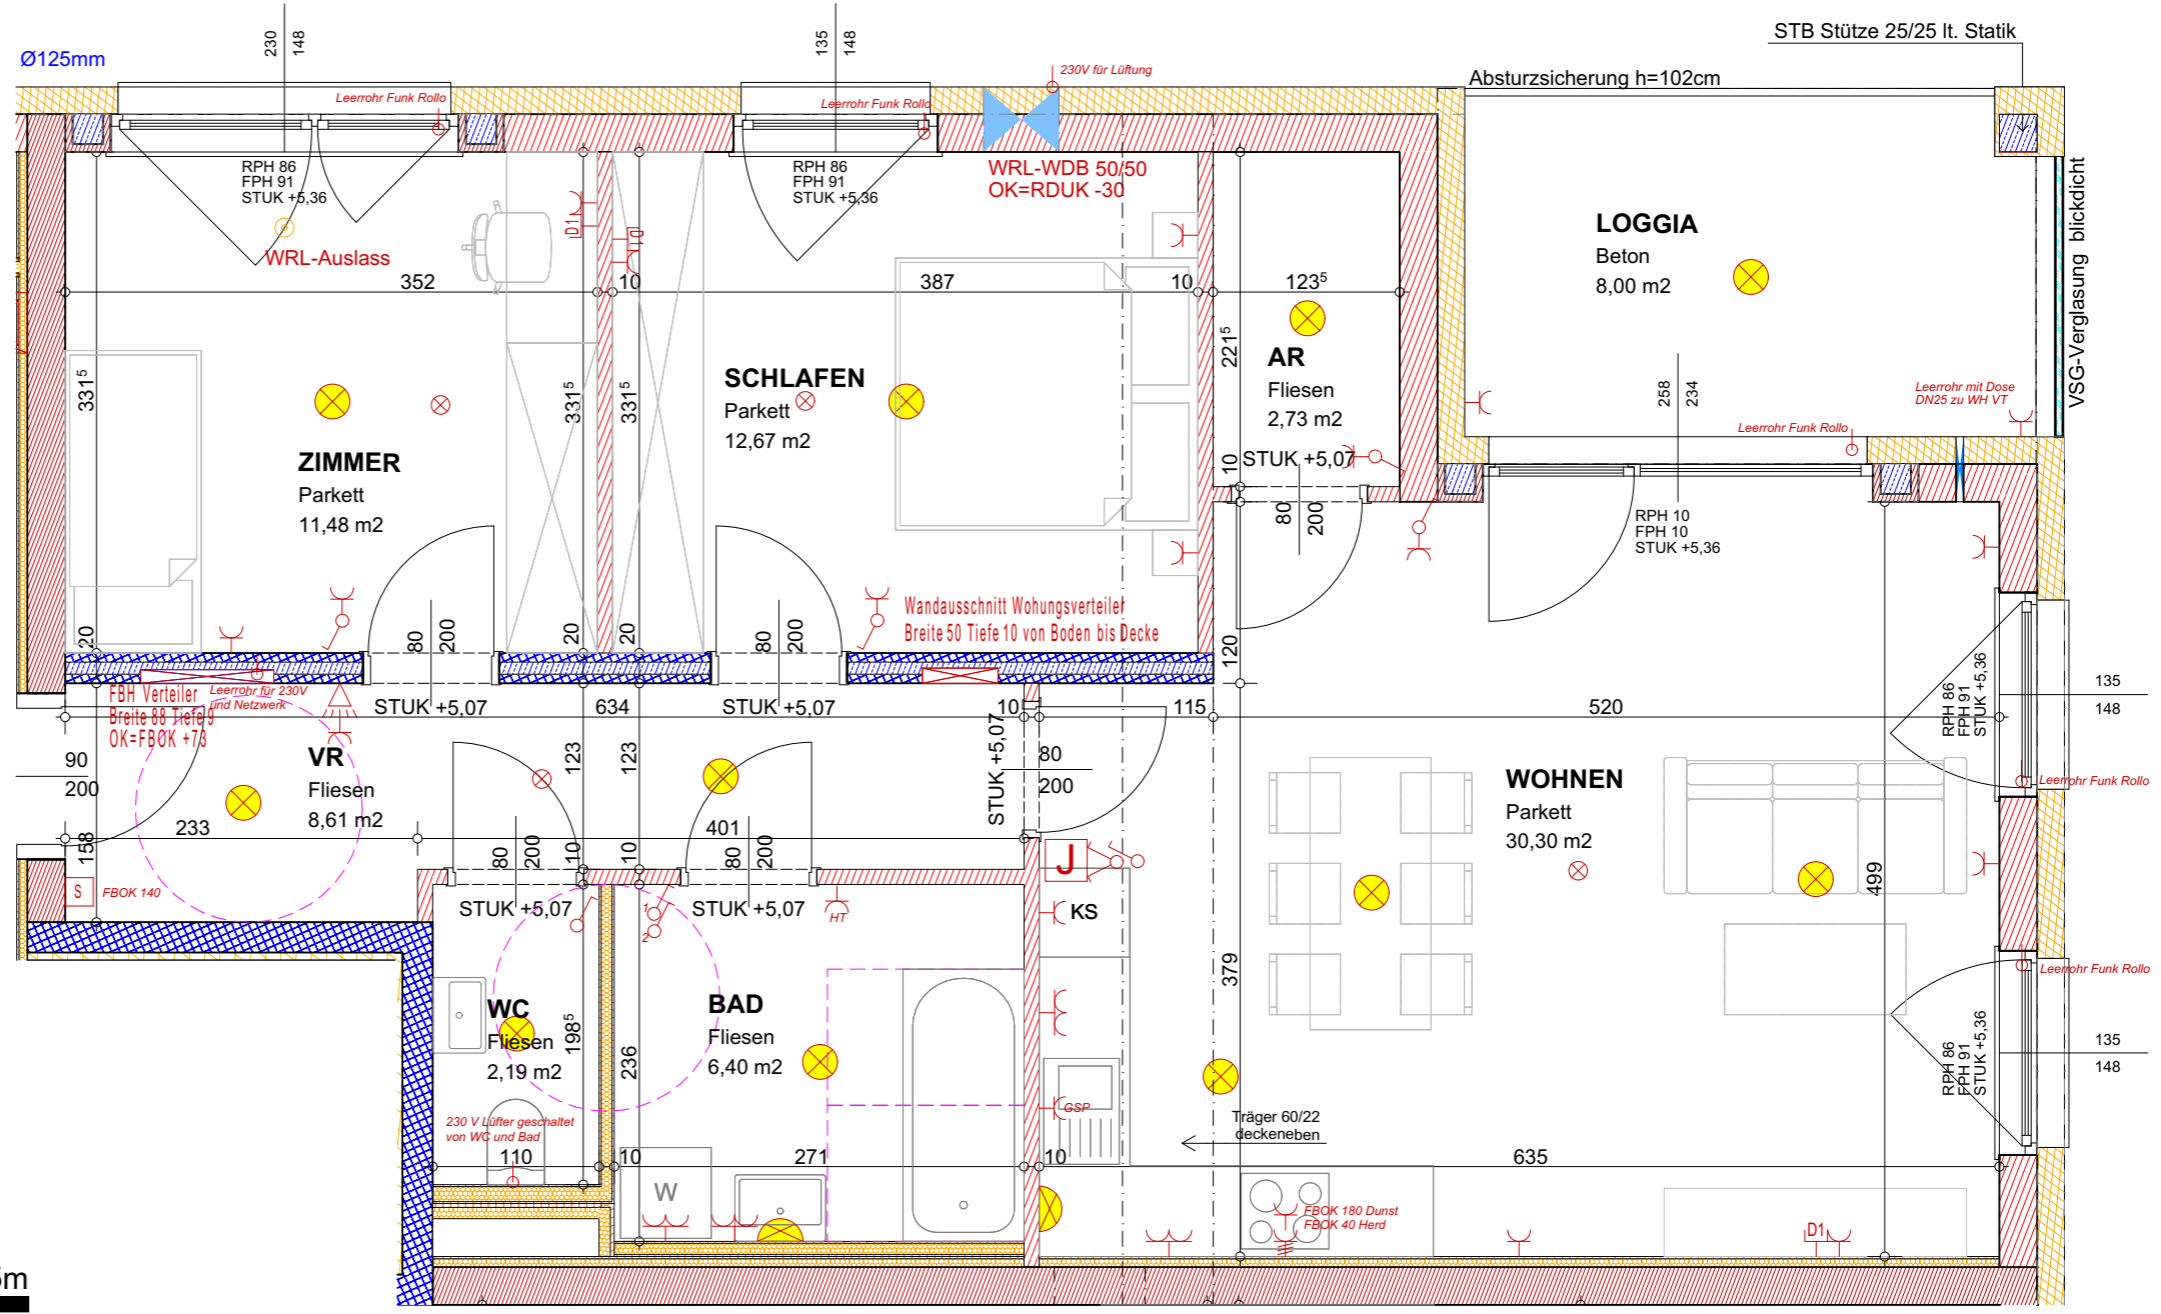 Ø125mm
230
148
135
148
STB Stütze 25/25 lt. Statik
Absturzsicherung h=102cm
230V für Lüftung
Leerrohr Funk Rollo
Leerrohr Funk Rollo
RPH 86
FPH 91
STUK +5,36
RPH 86
FPH 91
STUK +5,36
WRL-WDB 50/50
OK=RDUK -30
WRL-Auslass
D1
D1
LOGGIA
Beton
8,00 m2
VSG-Verglasung blickdicht
352
10
387
10
123⁵
331⁵
331⁵
331⁵
221⁵
AR
Fliesen
2,73 m2
258
234
Leerrohr mit Dose
DN25 zu WH VT
Leerrohr Funk Rollo
SCHLAFEN
Parkett
12,67 m2
ZIMMER
Parkett
11,48 m2
10
STUK +5,07
80
200
RPH 10
FPH 10
STUK +5,36
Wandausschnitt Wohungsverteiler
Breite 50 Tiefe 10 von Boden bis Decke
20
80
200
20
20
80
200
120
FBH Verteiler
Breite 88 Tiefe 9
OK=FBOK +73
Leerrohr für 230V
und Netzwerk
STUK +5,07
634
STUK +5,07
10
115
520
RPH 86
FPH 91
STUK +5,36
135
148
Leerrohr Funk Rollo
90
200
VR
Fliesen
8,61 m2
123
123
STUK +5,07
80
200
WOHNEN
Parkett
30,30 m2
233
401
158
80
200
10
10
80
200
J
499
S
FBOK 140
STUK +5,07
STUK +5,07
1
2
HT
KS
379
Leerrohr Funk Rollo
WC
Fliesen
2,19 m2
198⁵
BAD
Fliesen
6,40 m2
236
GSP
RPH 86
FPH 91
STUK +5,36
135
148
230 V Lüfter geschaltet
von WC und Bad
Träger 60/22
deckeneben
110
10
271
10
635
W
FBOK 180 Dunst
FBOK 40 Herd
D1